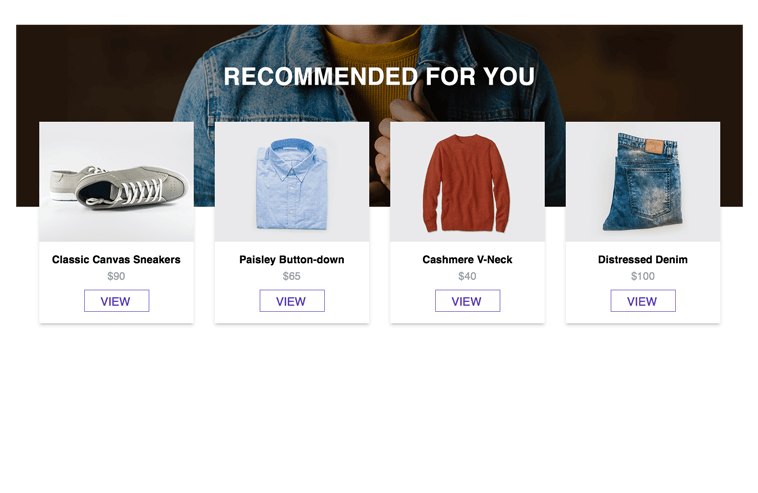 RECOMMENDED FOR YOU
Classic Canvas Sneakers
$90
VIEW
Paisley Button-down
$65
VIEW
Cashmere V-Neck
$40
VIEW
Distressed Denim
$100
VIEW